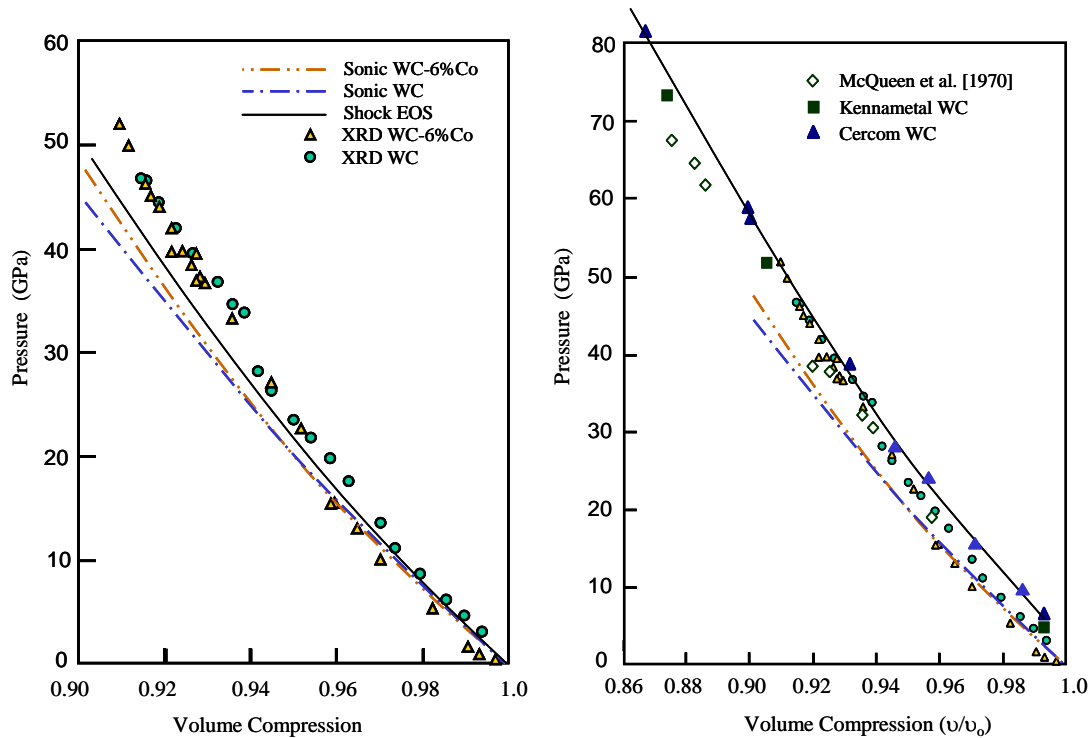 60
50
40
30
20
10
0
Pressure (GPa)
Sonic WC-6%Co
Sonic WC
Shock EOS
XRD WC-6%Co
XRD WC
0.90
0.92
0.94
0.96
0.98
1.0
Volume Compression
80
70
60
50
40
30
20
10
0
Pressure (GPa)
McQueen et al. [1970]
Kennametal WC
Cercom WC
0.86
0.88
0.90
0.92
0.94
0.96
0.98
1.0
Volume Compression (υ/υo)